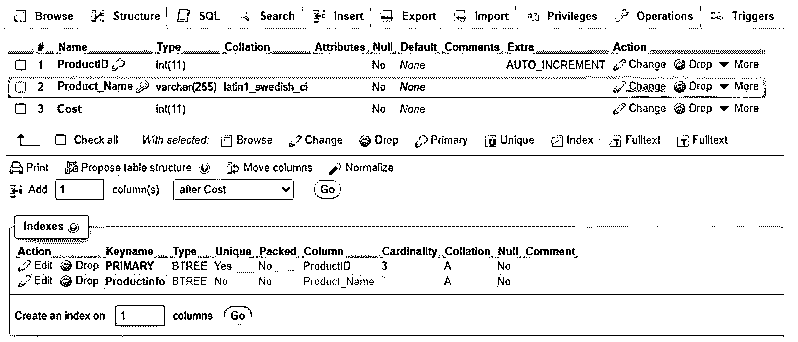 Browse Structure SQL Search Insert Export Import Privileges Operations Triggers
# Name Type Collation Attributes Null Default Comments Extra Action
1 ProductID int(11) No None AUTO_INCREMENT Change Drop More
2 Product_Name varchar(255) latin1_swedish_ci No None Change Drop More
3 Cost int(11) No None Change Drop More
Check all With selected: Browse Change Drop Primary Unique Index Fulltext Fulltext
Print Propose table structure Move columns Normalize
Add 1 column(s) after Cost Go
Indexes
Action Keyname Type Unique Packed Column Cardinality Collation Null Comment
Edit Drop PRIMARY BTREE Yes No ProductID 3 A No
Edit Drop Productinfo BTREE No No Product_Name A No
Create an index on 1 columns Go